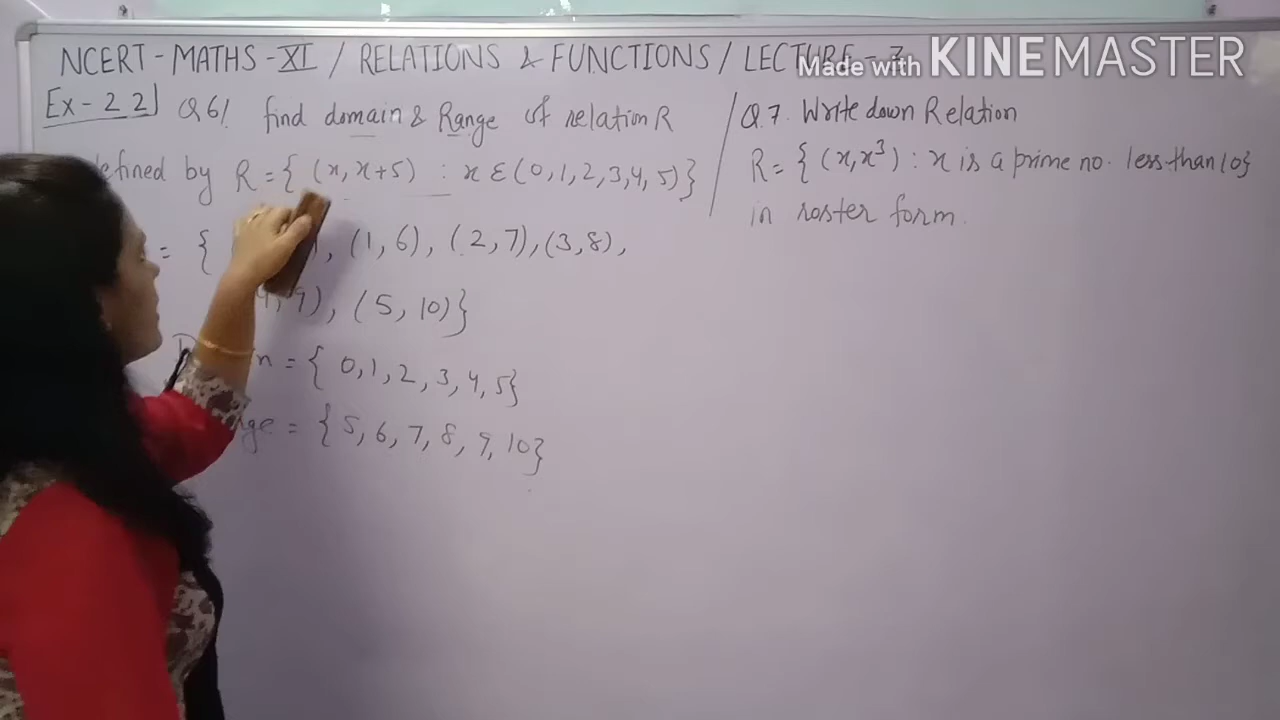 NCERT - MATHS - XI / RELATIONS & FUNCTIONS / LECTURE - 
Made with KINEMASTER
Ex - 2 2 Q 6/ find domain & Range of relation R
defined by R = { (x, x+5) : x ε (0,1,2,3,4,5) }
= { , (1, 6), (2, 7), (3, 8),
9), (5, 10) }
= { 0, 1, 2, 3, 4, 5 }
= { 5, 6, 7, 8, 9, 10 }
Q.7. Write down Relation
R = { (x, x³) : x is a prime no. less than 10 }
in roster form.